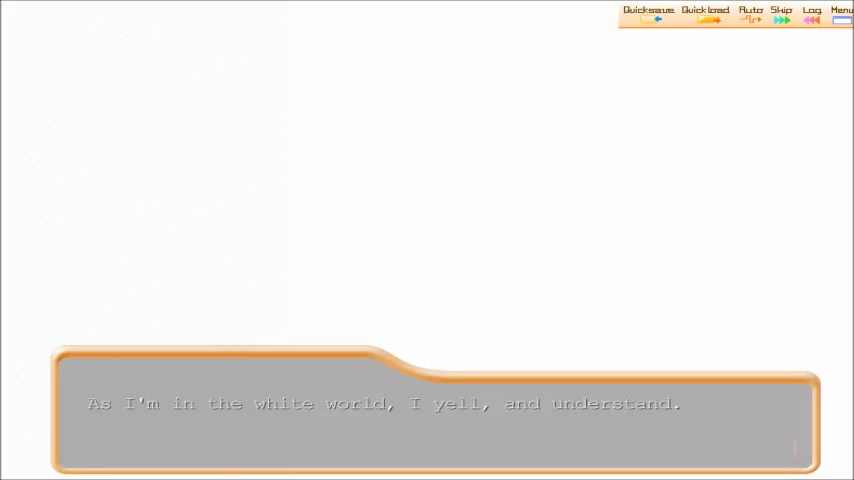 Quicksave Quickload Auto Skip Log Menu
As I'm in the white world, I yell, and understand.